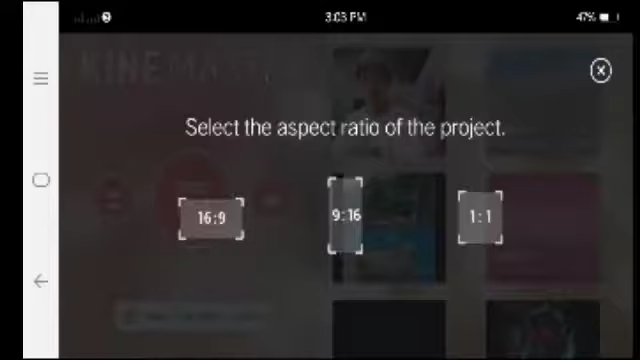 3:03 PM 47%
KINEMASTER
Select the aspect ratio of the project.
16:9 9:16 1:1